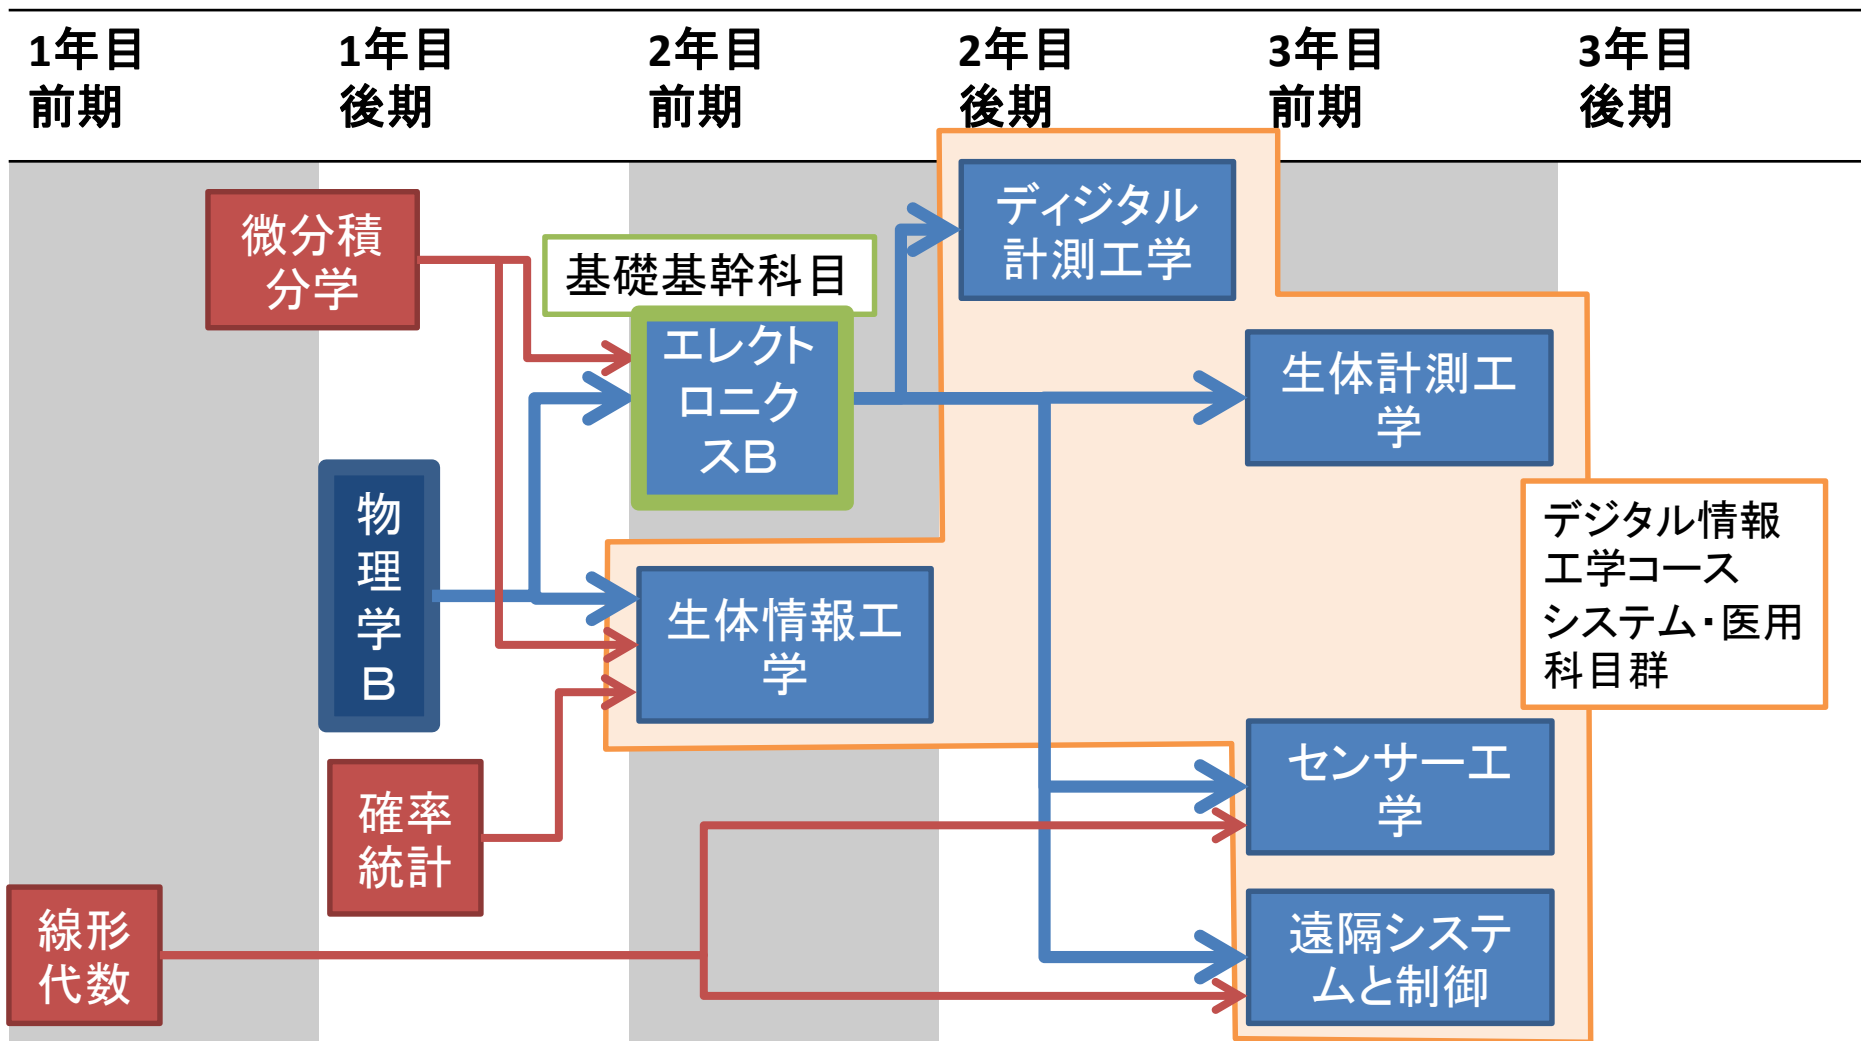 1年目
前期
1年目
後期
2年目
前期
2年目
後期
3年目
前期
3年目
後期
微分積
分学
基礎基幹科目
エレクト
ロニク
スB
ディジタル
計測工学
生体計測工
学
物
理
学
B
生体情報工
学
デジタル情報
工学コース
システム・医用
科目群
確率
統計
センサー工
学
線形
代数
遠隔システ
ムと制御